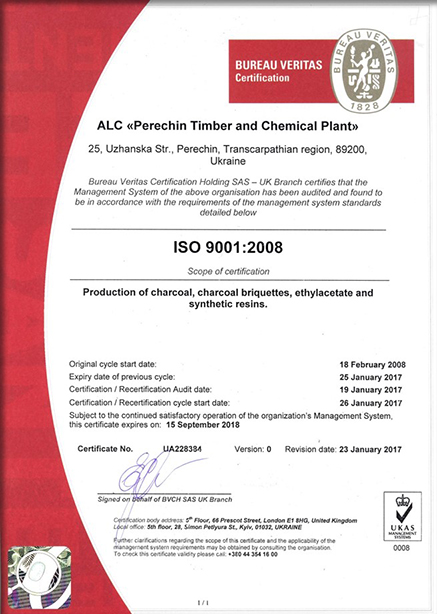 BUREAU VERITAS
Certification
BUREAU VERITAS
1828
ALC «Perechin Timber and Chemical Plant»
25, Uzhanska Str., Perechin, Transcarpathian region, 89200,
Ukraine
Bureau Veritas Certification Holding SAS – UK Branch certifies that the
Management System of the above organisation has been audited and found to
be in accordance with the requirements of the management system standards
detailed below
ISO 9001:2008
Scope of certification
Production of charcoal, charcoal briquettes, ethylacetate and
synthetic resins.
Original cycle start date: 18 February 2008
Expiry date of previous cycle: 25 January 2017
Certification / Recertification Audit date: 19 January 2017
Certification / Recertification cycle start date: 26 January 2017
Subject to the continued satisfactory operation of the organization's Management System,
this certificate expires on: 15 September 2018
Certificate No. UA228384 Version: 0 Revision date: 23 January 2017
Signed on behalf of BVCH SAS UK Branch
Certification body address: 5th Floor, 66 Prescot Street, London E1 8HG, United Kingdom
Local office: 5th floor, 28, Simon Petlyura St., Kyiv, 01032, UKRAINE
Further clarifications regarding the scope of this certificate and the applicability of the
management system requirements may be obtained by consulting the organisation.
To check this certificate validity please call: +380 44 354 16 00
UKAS
MANAGEMENT
SYSTEMS
0008
1 / 1